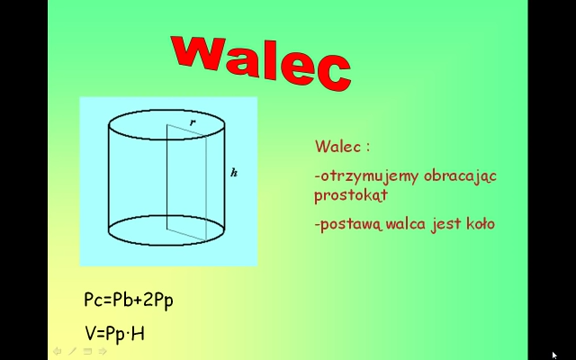 Walec
r
h
Walec :
-otrzymujemy obracając
prostokąt
-postawą walca jest koło
Pc=Pb+2Pp
V=Pp·H